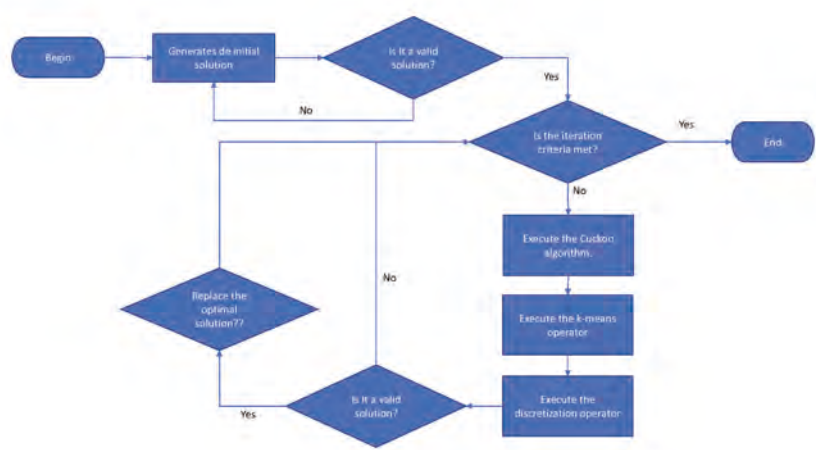 Begin
Generates de initial
solution
Is it a valid
solution?
Yes
No
Is the iteration
criteria met?
Yes
End
No
Execute the Cuckoo
algorithm.
No
Replace the
optimal
solution??
Execute the k-means
operator
Is it a valid
solution?
Yes
Execute the
discretization operator